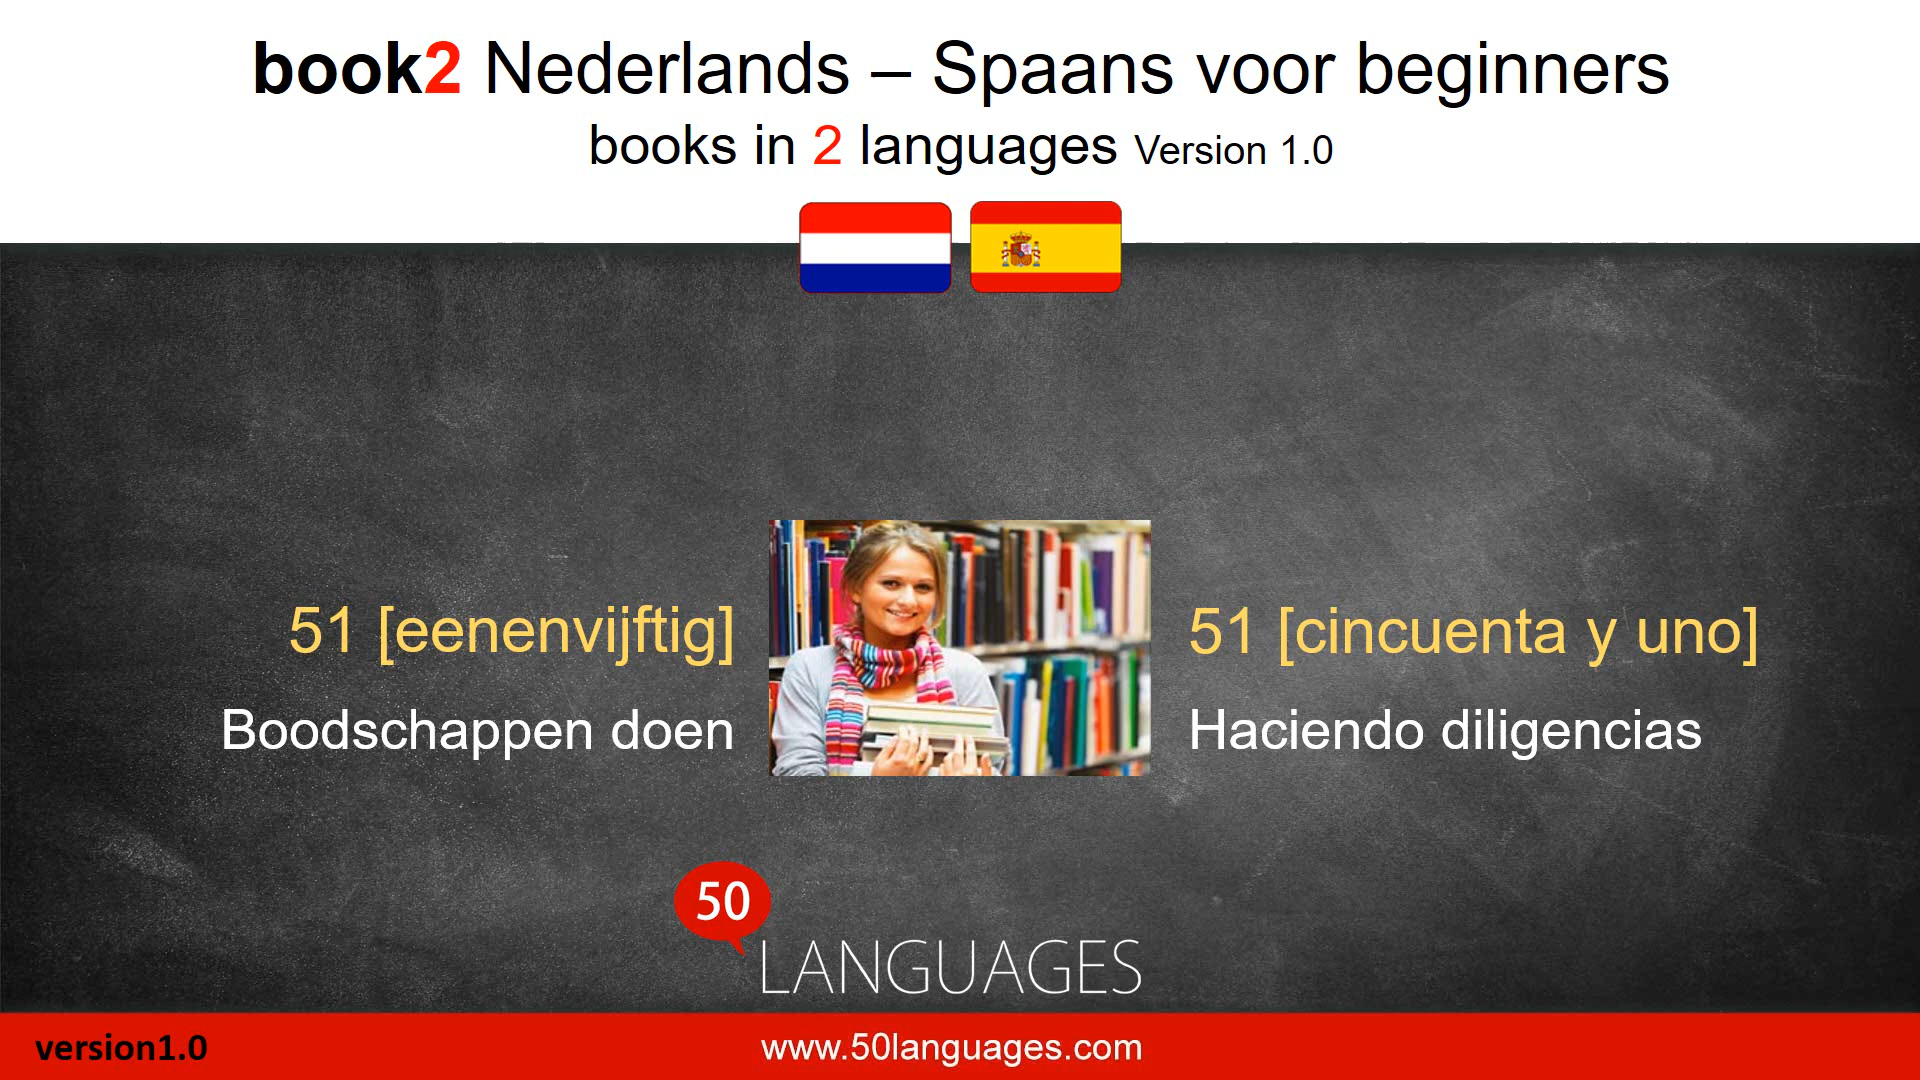 book2 Nederlands – Spaans voor beginners
books in 2 languages Version 1.0
51 [eenenvijftig]
Boodschappen doen
51 [cincuenta y uno]
Haciendo diligencias
50
LANGUAGES
version1.0
www.50languages.com